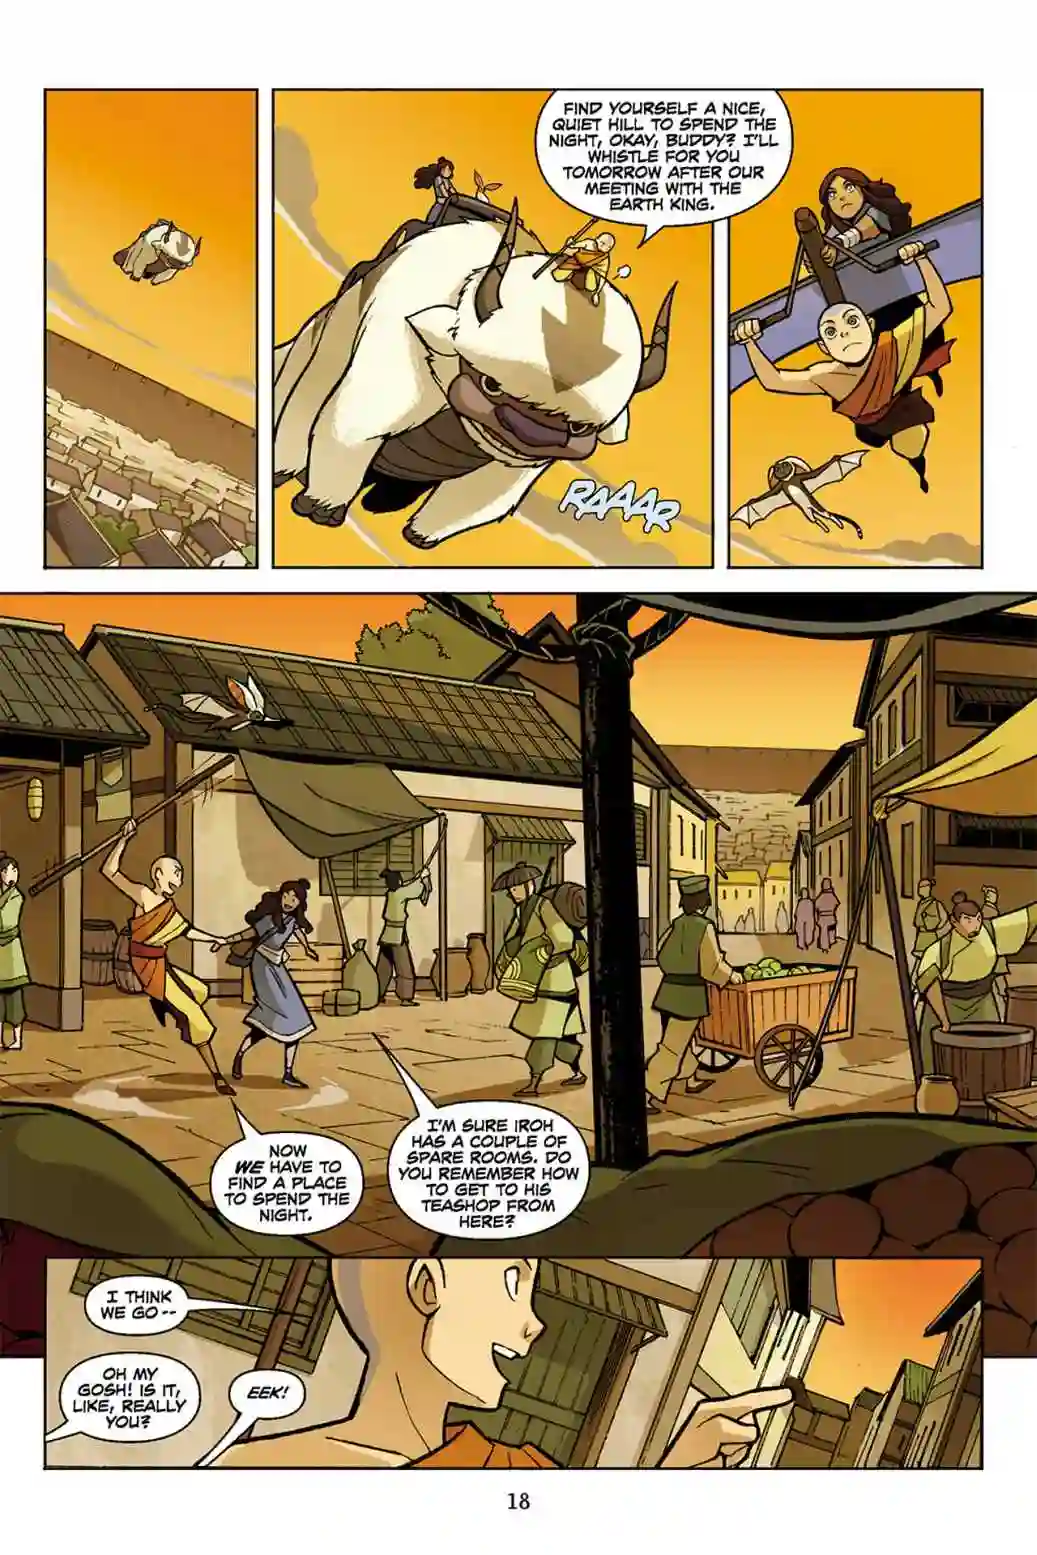 FIND YOURSELF A NICE,
QUIET HILL TO SPEND THE
NIGHT, OKAY, BUDDY? I'LL
WHISTLE FOR YOU
TOMORROW AFTER OUR
MEETING WITH THE
EARTH KING.
RAAAR
NOW
WE HAVE TO
FIND A PLACE
TO SPEND THE
NIGHT.
I'M SURE IROH
HAS A COUPLE OF
SPARE ROOMS. DO
YOU REMEMBER HOW
TO GET TO HIS
TEASHOP FROM
HERE?
I THINK
WE GO --
OH MY
GOSH! IS IT,
LIKE, REALLY
YOU?
EEK!
18